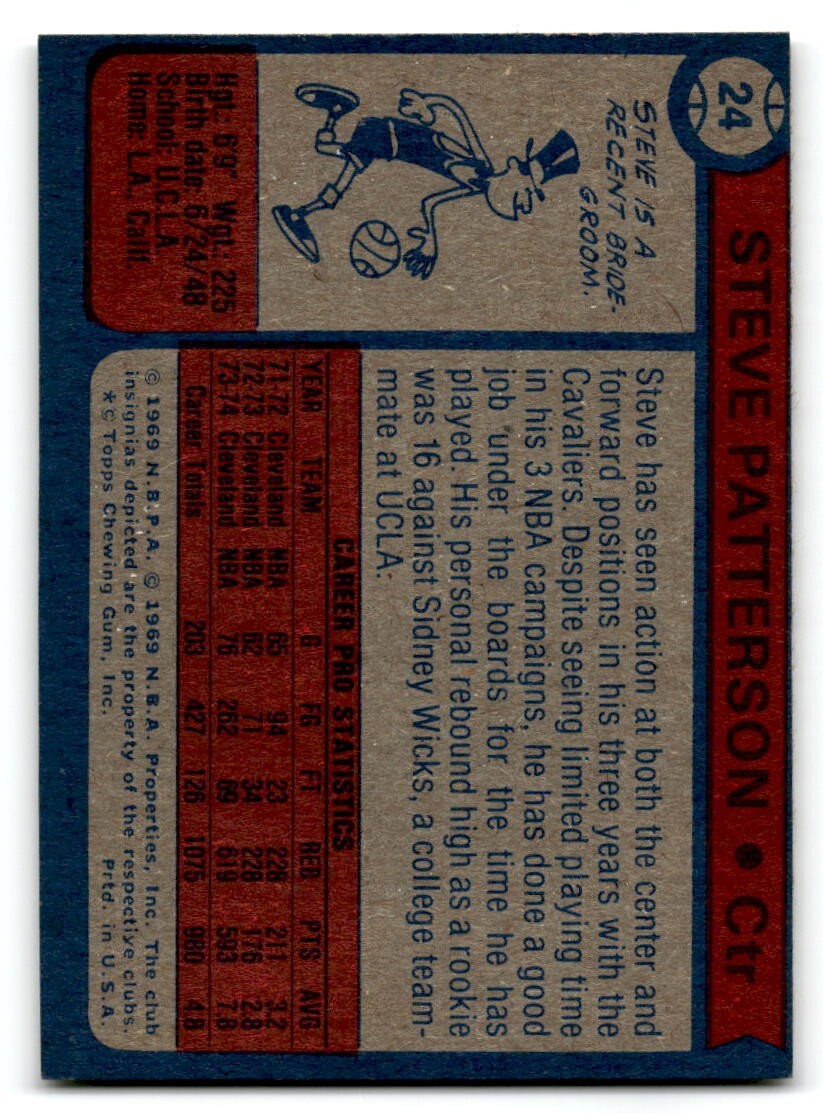 24
STEVE PATTERSON • Ctr
STEVE IS A
RECENT BRIDE-
GROOM.
Hgt.: 6'9" Wgt.: 225
Birth date: 6/24/48
School: U.C.L.A.
Home: L.A. Calif.
Steve has seen action at both the center and
forward positions in his three years with the
Cavaliers. Despite seeing limited playing time
in his 3 NBA campaigns, he has done a good
job under the boards for the time he has
played. His personal rebound high as a rookie
was 16 against Sidney Wicks, a college team-
mate at UCLA.
CAREER PRO STATISTICS
YEAR TEAM G FG FT REB PTS AVG
71-72 Cleveland NBA 65 94 23 228 211 3.2
72-73 Cleveland NBA 62 71 34 228 176 2.8
73-74 Cleveland NBA 76 262 69 619 593 7.8
Career Totals 203 427 126 1075 980 4.8
© 1969 N.B.P.A. © 1969 N.B.A. Properties, Inc. The club
insignias depicted are the property of the respective clubs.
*© Topps Chewing Gum, Inc. Prtd. in U.S.A.